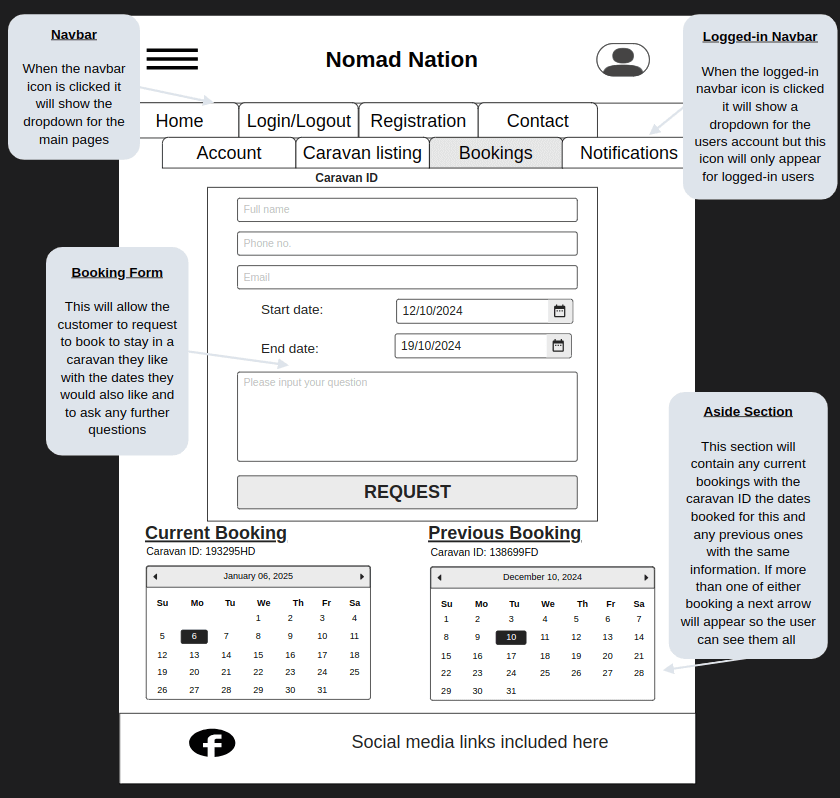 Navbar
When the navbar
icon is clicked it
will show the
dropdown for the
main pages
Nomad Nation
Logged-in Navbar
When the logged-in
navbar icon is clicked
it will show a
dropdown for the
users account but this
icon will only appear
for logged-in users
Home Login/Logout Registration Contact
Account Caravan listing Bookings Notifications
Caravan ID
Full name
Phone no.
Email
Start date: 12/10/2024
End date: 19/10/2024
Please input your question
REQUEST
Booking Form
This will allow the
customer to request
to book to stay in a
caravan they like
with the dates they
would also like and
to ask any further
questions
Aside Section
This section will
contain any current
bookings with the
caravan ID the dates
booked for this and
any previous ones
with the same
information. If more
than one of either
booking a next arrow
will appear so the user
can see them all
Current Booking
Caravan ID: 193295HD
January 06, 2025
Su Mo Tu We Th Fr Sa
1 2 3 4
5 6 7 8 9 10 11
12 13 14 15 16 17 18
19 20 21 22 23 24 25
26 27 28 29 30 31
Previous Booking
Caravan ID: 138699FD
December 10, 2024
Su Mo Tu We Th Fr Sa
1 2 3 4 5 6 7
8 9 10 11 12 13 14
15 16 17 18 19 20 21
22 23 24 25 26 27 28
29 30 31
Social media links included here